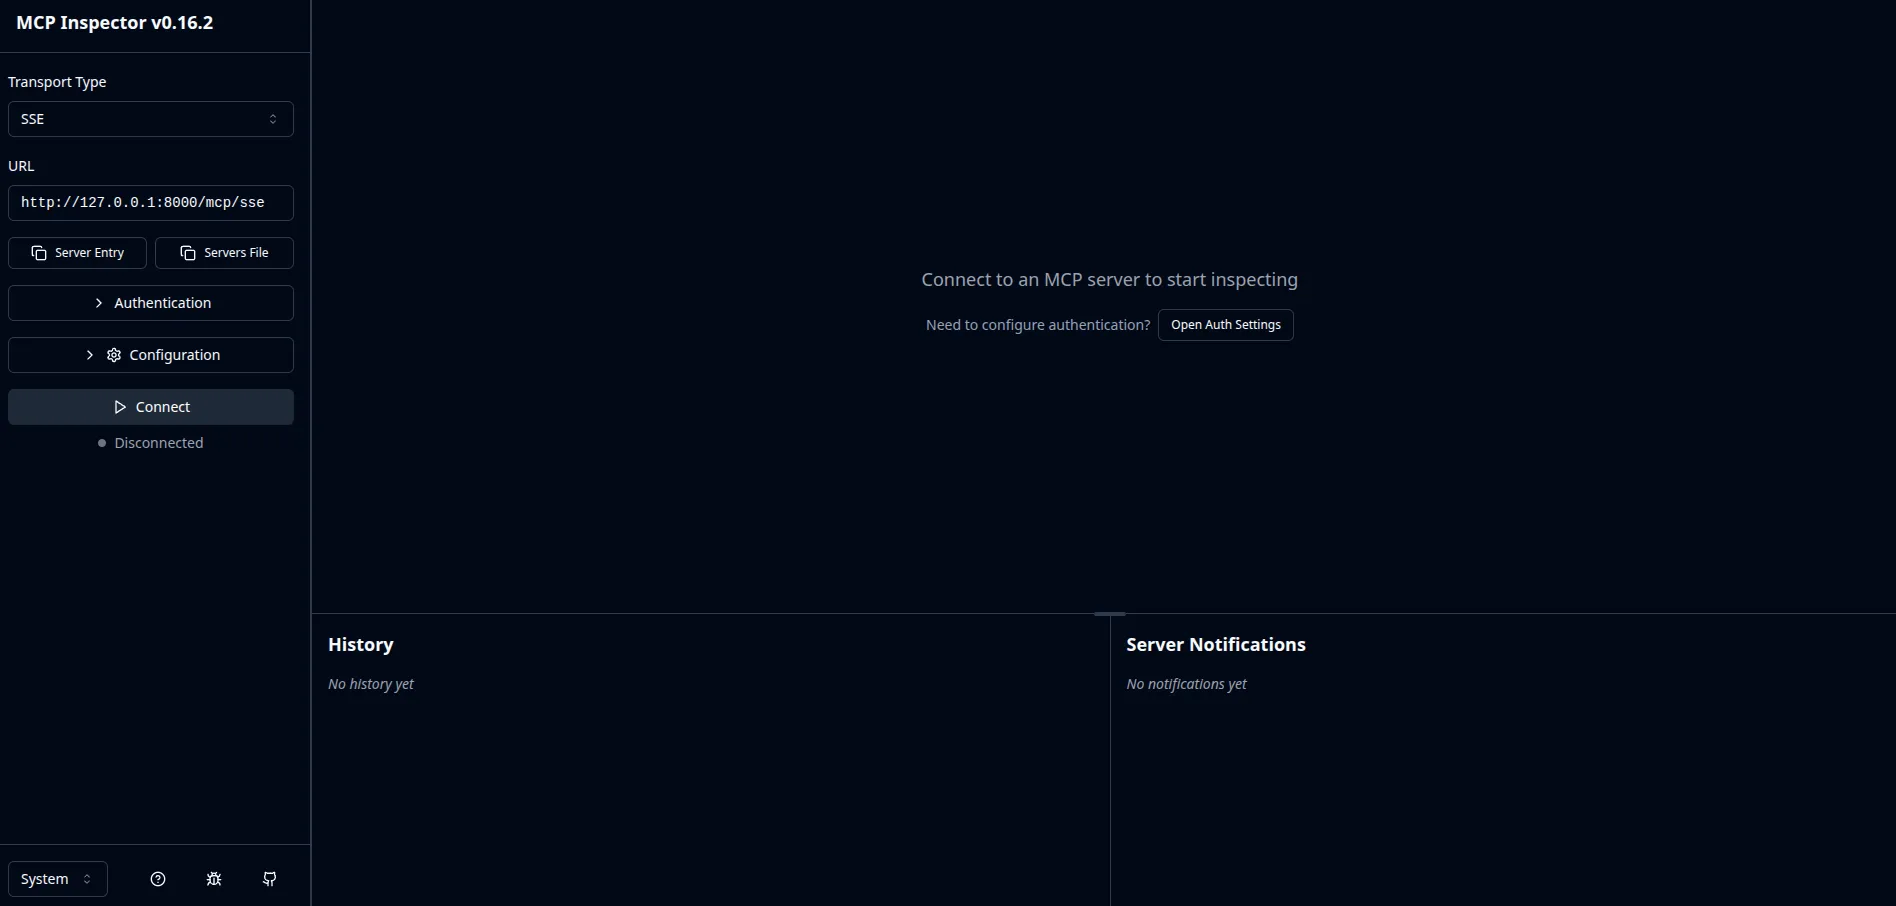 MCP Inspector v0.16.2
Transport Type
SSE
URL
http://127.0.0.1:8000/mcp/sse
Server Entry
Servers File
Authentication
Configuration
Connect
Disconnected
System
Connect to an MCP server to start inspecting
Need to configure authentication? Open Auth Settings
History
No history yet
Server Notifications
No notifications yet